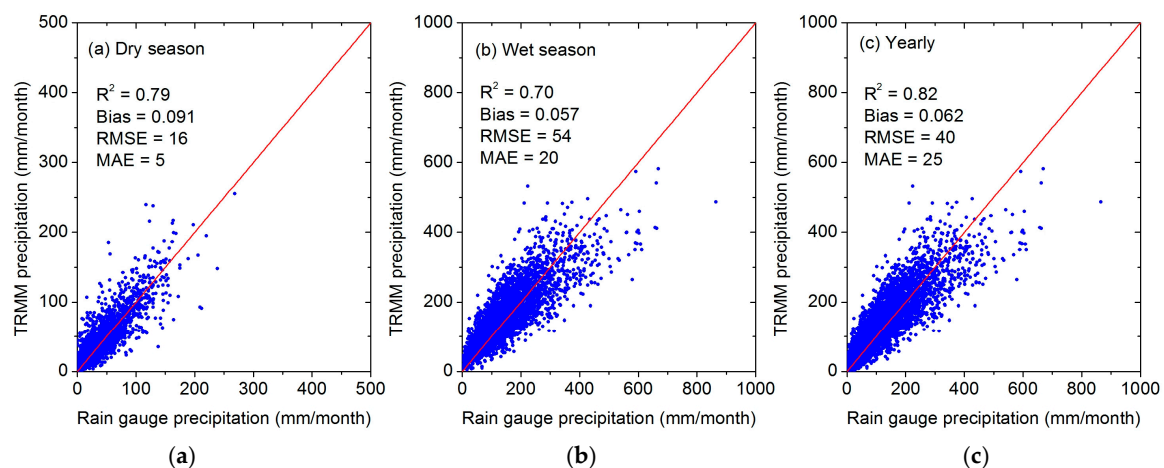 (a) Dry season
R² = 0.79
Bias = 0.091
RMSE = 16
MAE = 5
TRMM precipitation (mm/month)
500
400
300
200
100
0
0 100 200 300 400 500
Rain gauge precipitation (mm/month)
(a)
(b) Wet season
R² = 0.70
Bias = 0.057
RMSE = 54
MAE = 20
TRMM precipitation (mm/month)
1000
800
600
400
200
0
0 200 400 600 800 1000
Rain gauge precipitation (mm/month)
(b)
(c) Yearly
R² = 0.82
Bias = 0.062
RMSE = 40
MAE = 25
TRMM precipitation (mm/month)
1000
800
600
400
200
0
0 200 400 600 800 1000
Rain gauge precipitation (mm/month)
(c)